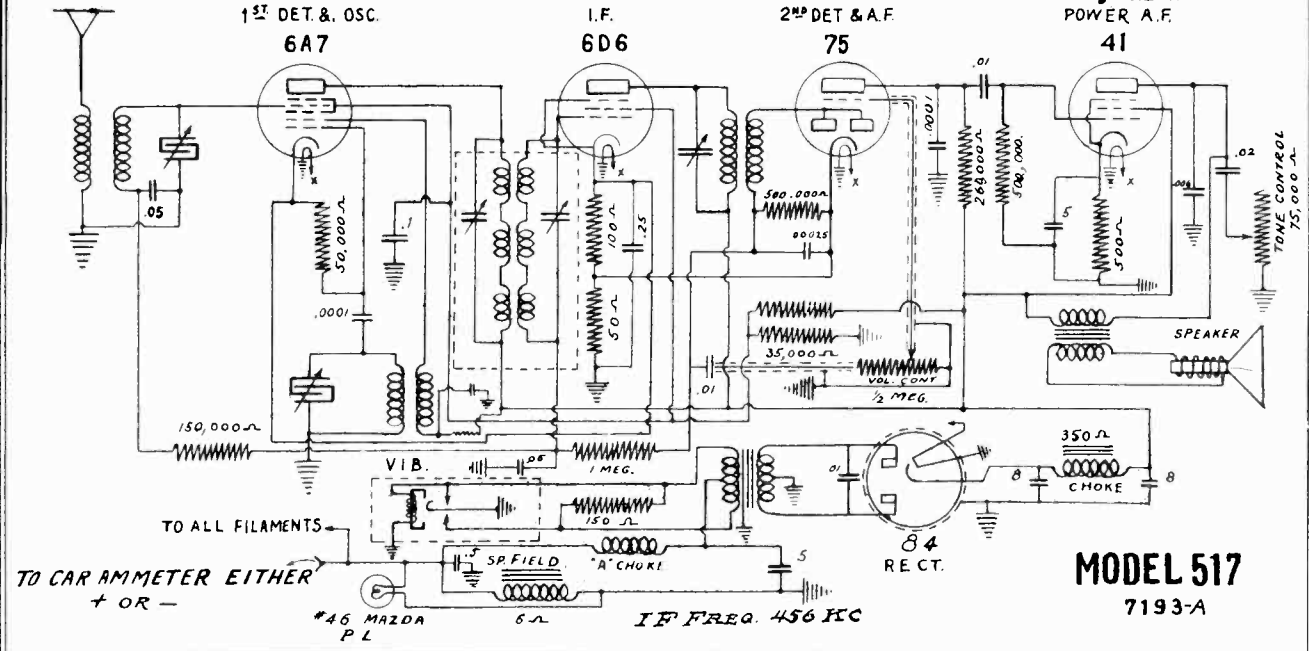 1ST. DET. & OSC.
6A7
I.F.
6D6
2ND DET & A.F.
75
POWER A.F.
41
.05
50,000Ω
.0001
.1
x
x
100Ω
.25
50Ω
500.000Ω
.00025
x
.0001
.01
260,000Ω
500,000.
x
5
500Ω
.02
TONE CONTROL
75,000Ω
SPEAKER
35,000Ω
.01
VOL. CONT
1/2 MEG.
150,000Ω
VIB.
1 MEG.
150 Ω
.01
84
RECT.
350Ω
CHOKE
8
8
TO ALL FILAMENTS
TO CAR AMMETER EITHER
+ OR -
.5
SP. FIELD
6Ω
"A" CHOKE
5
#46 MAZDA
P L
IF FREQ. 456 KC
MODEL 517
7193-A